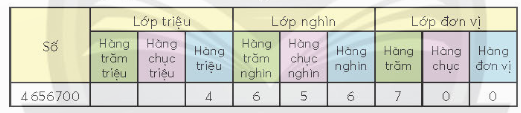 Số Lớp triệu Lớp nghìn Lớp đơn vị
Hàng trăm triệu Hàng chục triệu Hàng triệu Hàng trăm nghìn Hàng chục nghìn Hàng nghìn Hàng trăm Hàng chục Hàng đơn vị
4 656 700 4 6 5 6 7 0 0